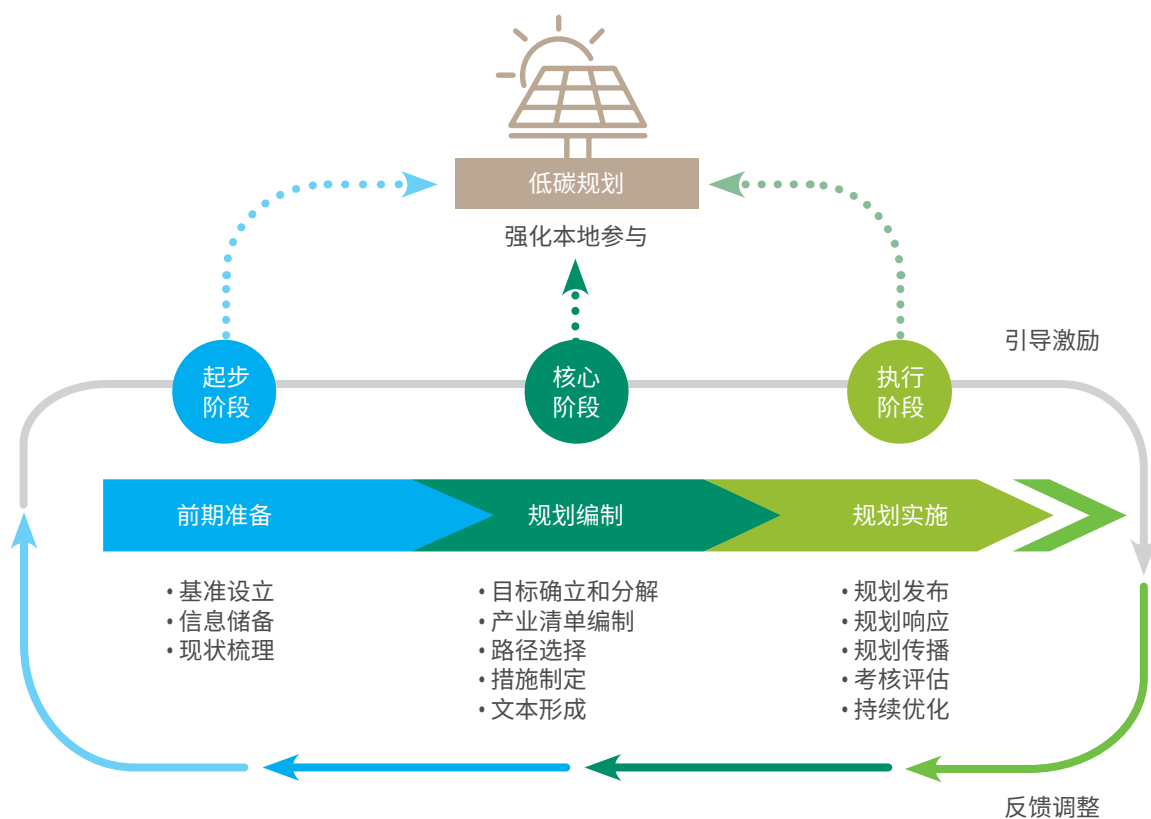 低碳规划
强化本地参与
引导激励
起步
阶段
核心
阶段
执行
阶段
前期准备
规划编制
规划实施
• 基准设立
• 信息储备
• 现状梳理
• 目标确立和分解
• 产业清单编制
• 路径选择
• 措施制定
• 文本形成
• 规划发布
• 规划响应
• 规划传播
• 考核评估
• 持续优化
反馈调整